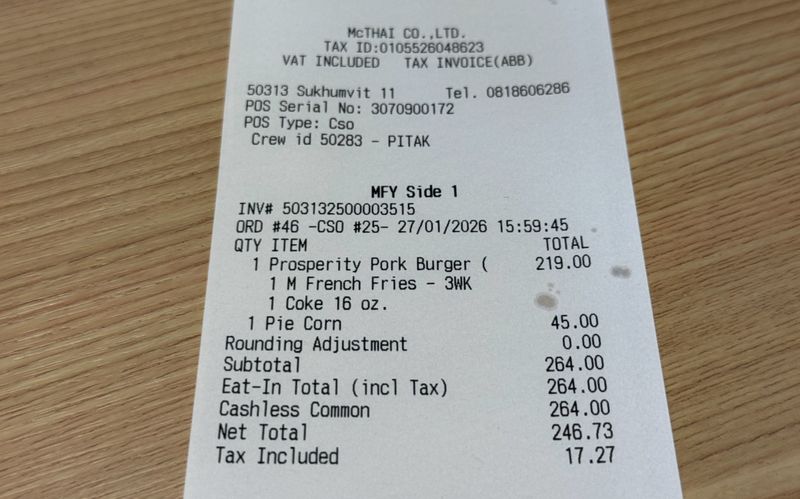 McTHAI CO.,LTD.
TAX ID:0105526048623
VAT INCLUDED TAX INVOICE(ABB)
50313 Sukhumvit 11 Tel. 0818606286
POS Serial No: 3070900172
POS Type: Cso
Crew id 50283 - PITAK
MFY Side 1
INV# 503132500003515
ORD #46 -CSO #25- 27/01/2026 15:59:45
QTY ITEM TOTAL
1 Prosperity Pork Burger ( 219.00
1 M French Fries - 3WK
1 Coke 16 oz.
1 Pie Corn 45.00
Rounding Adjustment 0.00
Subtotal 264.00
Eat-In Total (incl Tax) 264.00
Cashless Common 264.00
Net Total 246.73
Tax Included 17.27